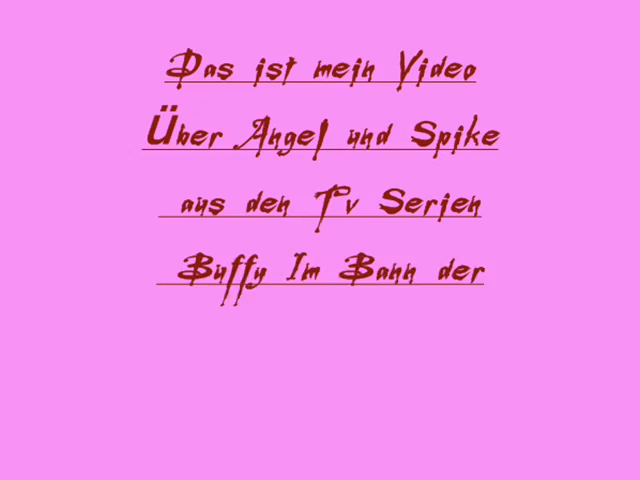 Das ist mein Video
Über Angel und Spike
aus den Tv Serien
Buffy Im Bann der